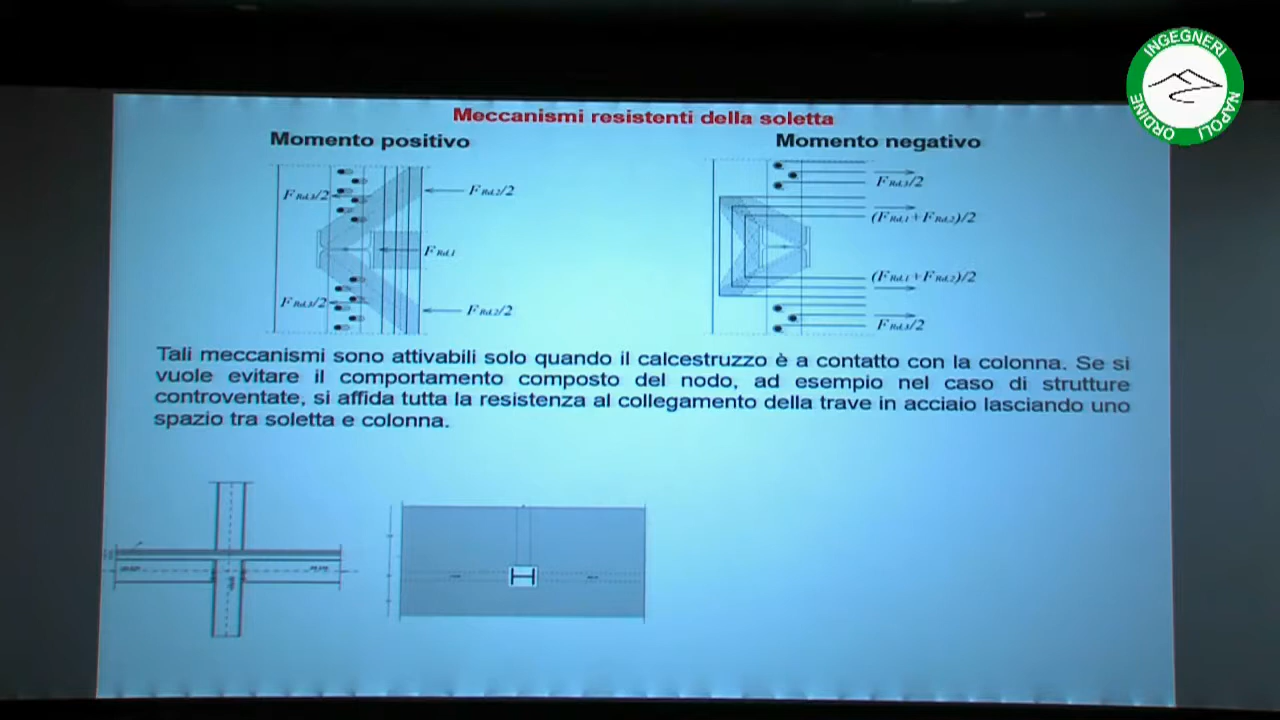 INGEGNERI
NAPOLI
ORDINE
Meccanismi resistenti della soletta
Momento positivo
Momento negativo
F Rd,3/2
F Rd,2/2
F Rd,1
F Rd,3/2
F Rd,2/2
F Rd,3/2
(F Rd,1+F Rd,2)/2
(F Rd,1+F Rd,2)/2
F Rd,3/2
Tali meccanismi sono attivabili solo quando il calcestruzzo è a contatto con la colonna. Se si
vuole evitare il comportamento composto del nodo, ad esempio nel caso di strutture
controventate, si affida tutta la resistenza al collegamento della trave in acciaio lasciando uno
spazio tra soletta e colonna.